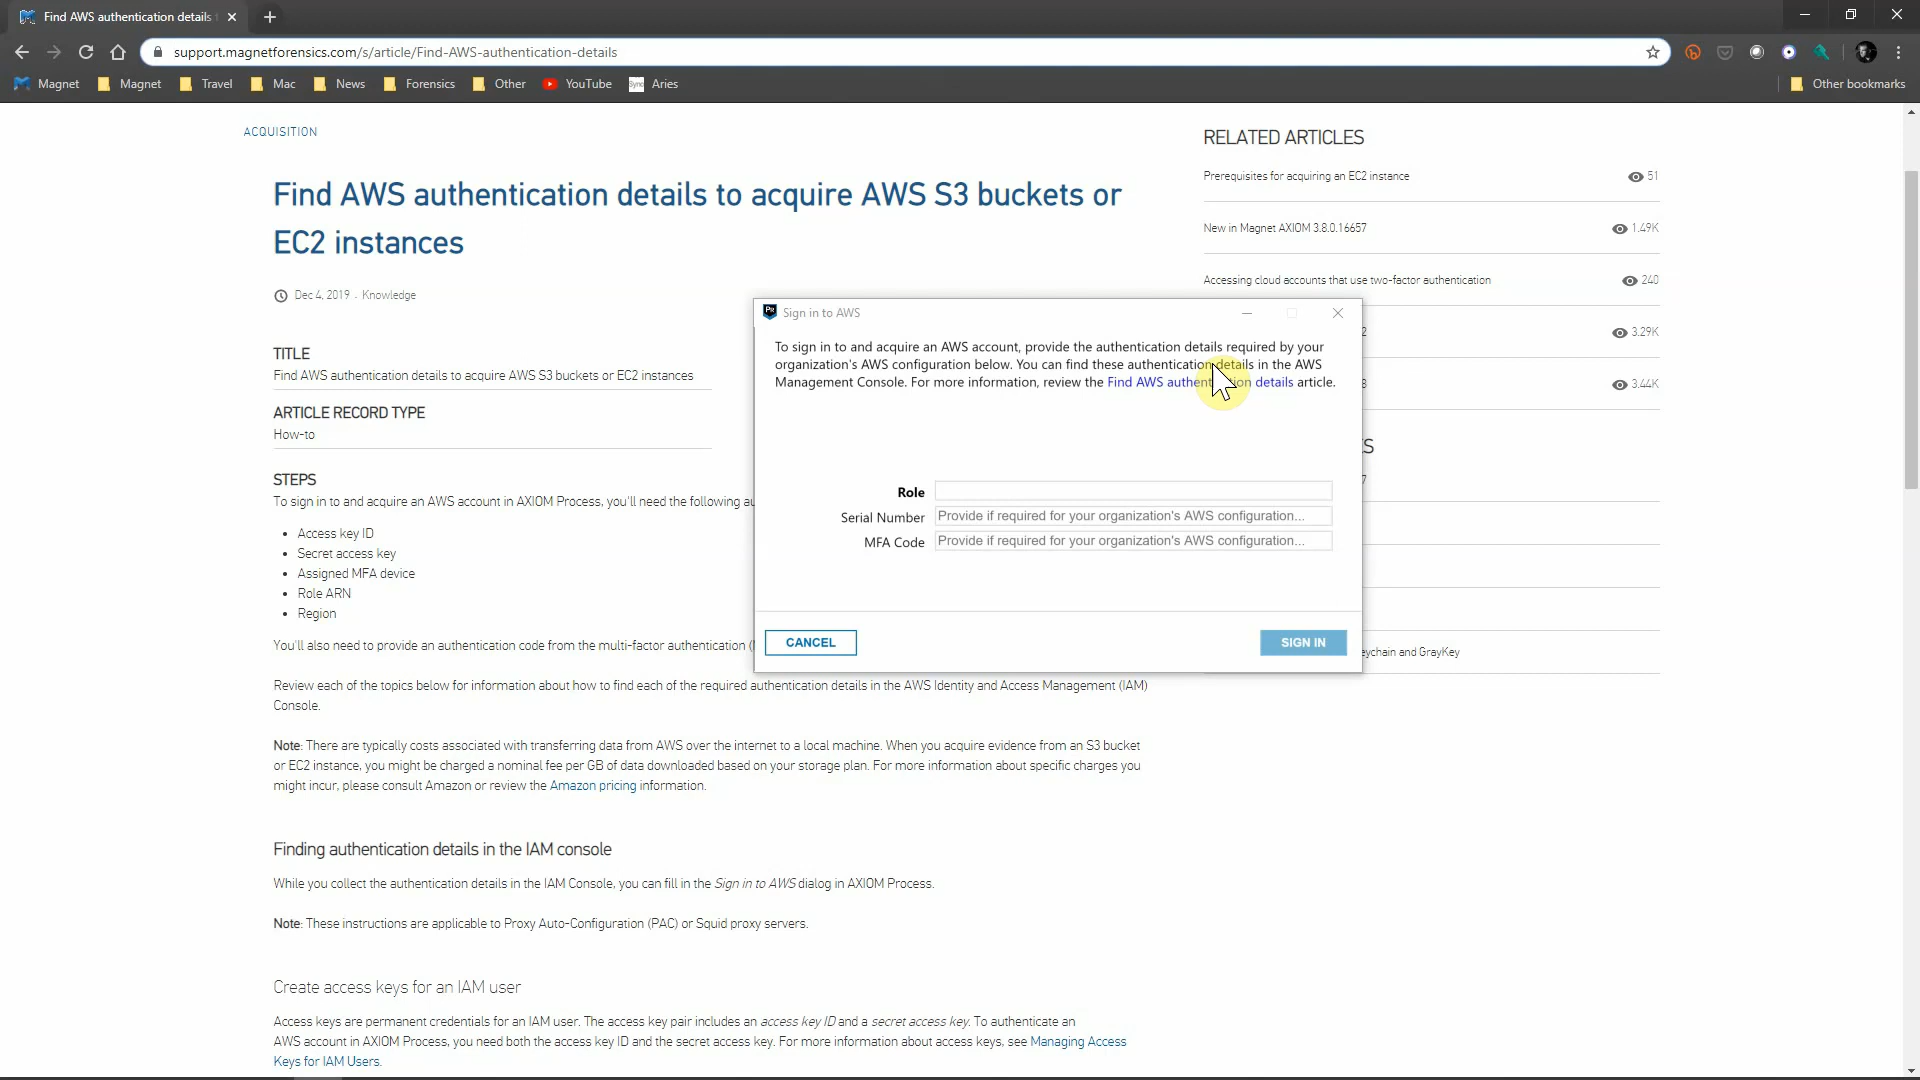 Find AWS authentication details
support.magnetforensics.com/s/article/Find-AWS-authentication-details
Magnet
Magnet
Travel
Mac
News
Forensics
Other
YouTube
Sync
Aries
Other bookmarks
ACQUISITION
Find AWS authentication details to acquire AWS S3 buckets or
EC2 instances
Dec 4, 2019 . Knowledge
TITLE
Find AWS authentication details to acquire AWS S3 buckets or EC2 instances
ARTICLE RECORD TYPE
How-to
STEPS
To sign in to and acquire an AWS account in AXIOM Process, you'll need the following au
• Access key ID
• Secret access key
• Assigned MFA device
• Role ARN
• Region
You'll also need to provide an authentication code from the multi-factor authentication (
Review each of the topics below for information about how to find each of the required authentication details in the AWS Identity and Access Management (IAM)
Console.
Note: There are typically costs associated with transferring data from AWS over the internet to a local machine. When you acquire evidence from an S3 bucket
or EC2 instance, you might be charged a nominal fee per GB of data downloaded based on your storage plan. For more information about specific charges you
might incur, please consult Amazon or review the Amazon pricing information.
Finding authentication details in the IAM console
While you collect the authentication details in the IAM Console, you can fill in the Sign in to AWS dialog in AXIOM Process.
Note: These instructions are applicable to Proxy Auto-Configuration (PAC) or Squid proxy servers.
Create access keys for an IAM user
Access keys are permanent credentials for an IAM user. The access key pair includes an access key ID and a secret access key. To authenticate an
AWS account in AXIOM Process, you need both the access key ID and the secret access key. For more information about access keys, see Managing Access
Keys for IAM Users.
RELATED ARTICLES
Prerequisites for acquiring an EC2 instance 51
New in Magnet AXIOM 3.8.0.16657 1.49K
Accessing cloud accounts that use two-factor authentication 240
2 3.29K
8 3.44K
S
7
eychain and GrayKey
Pr Sign in to AWS
To sign in to and acquire an AWS account, provide the authentication details required by your
organization's AWS configuration below. You can find these authentication details in the AWS
Management Console. For more information, review the Find AWS authentication details article.
Role
Serial Number Provide if required for your organization's AWS configuration...
MFA Code Provide if required for your organization's AWS configuration...
CANCEL
SIGN IN